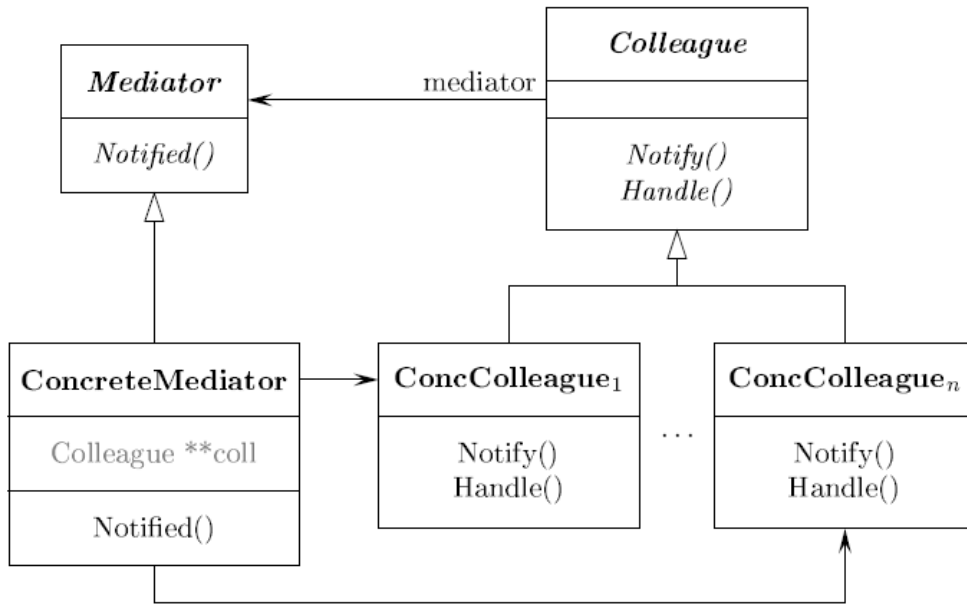 Mediator
Notified()
mediator
Colleague
Notify()
Handle()
ConcreteMediator
Colleague **coll
Notified()
ConcColleague₁
Notify()
Handle()
...
ConcColleagueₙ
Notify()
Handle()